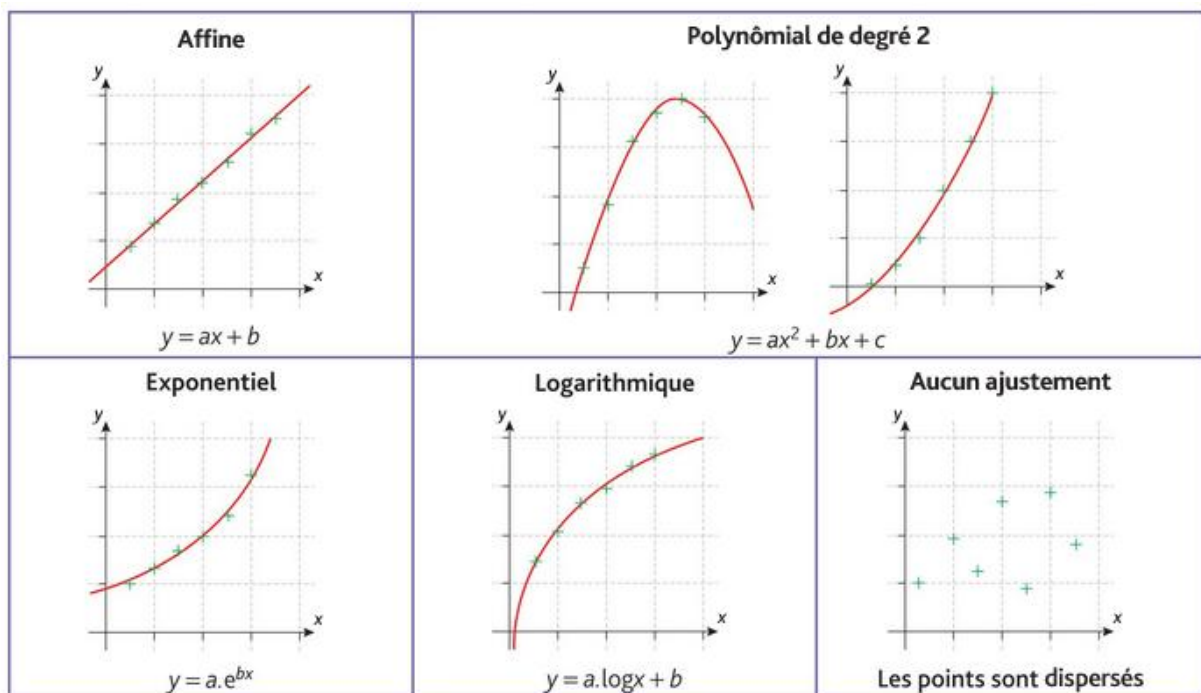 Affine
y
x
y = ax + b
Polynômial de degré 2
y
x
y
x
y = ax² + bx + c
Exponentiel
y
x
y = a.e^{bx}
Logarithmique
y
x
y = a.logx + b
Aucun ajustement
y
x
Les points sont dispersés